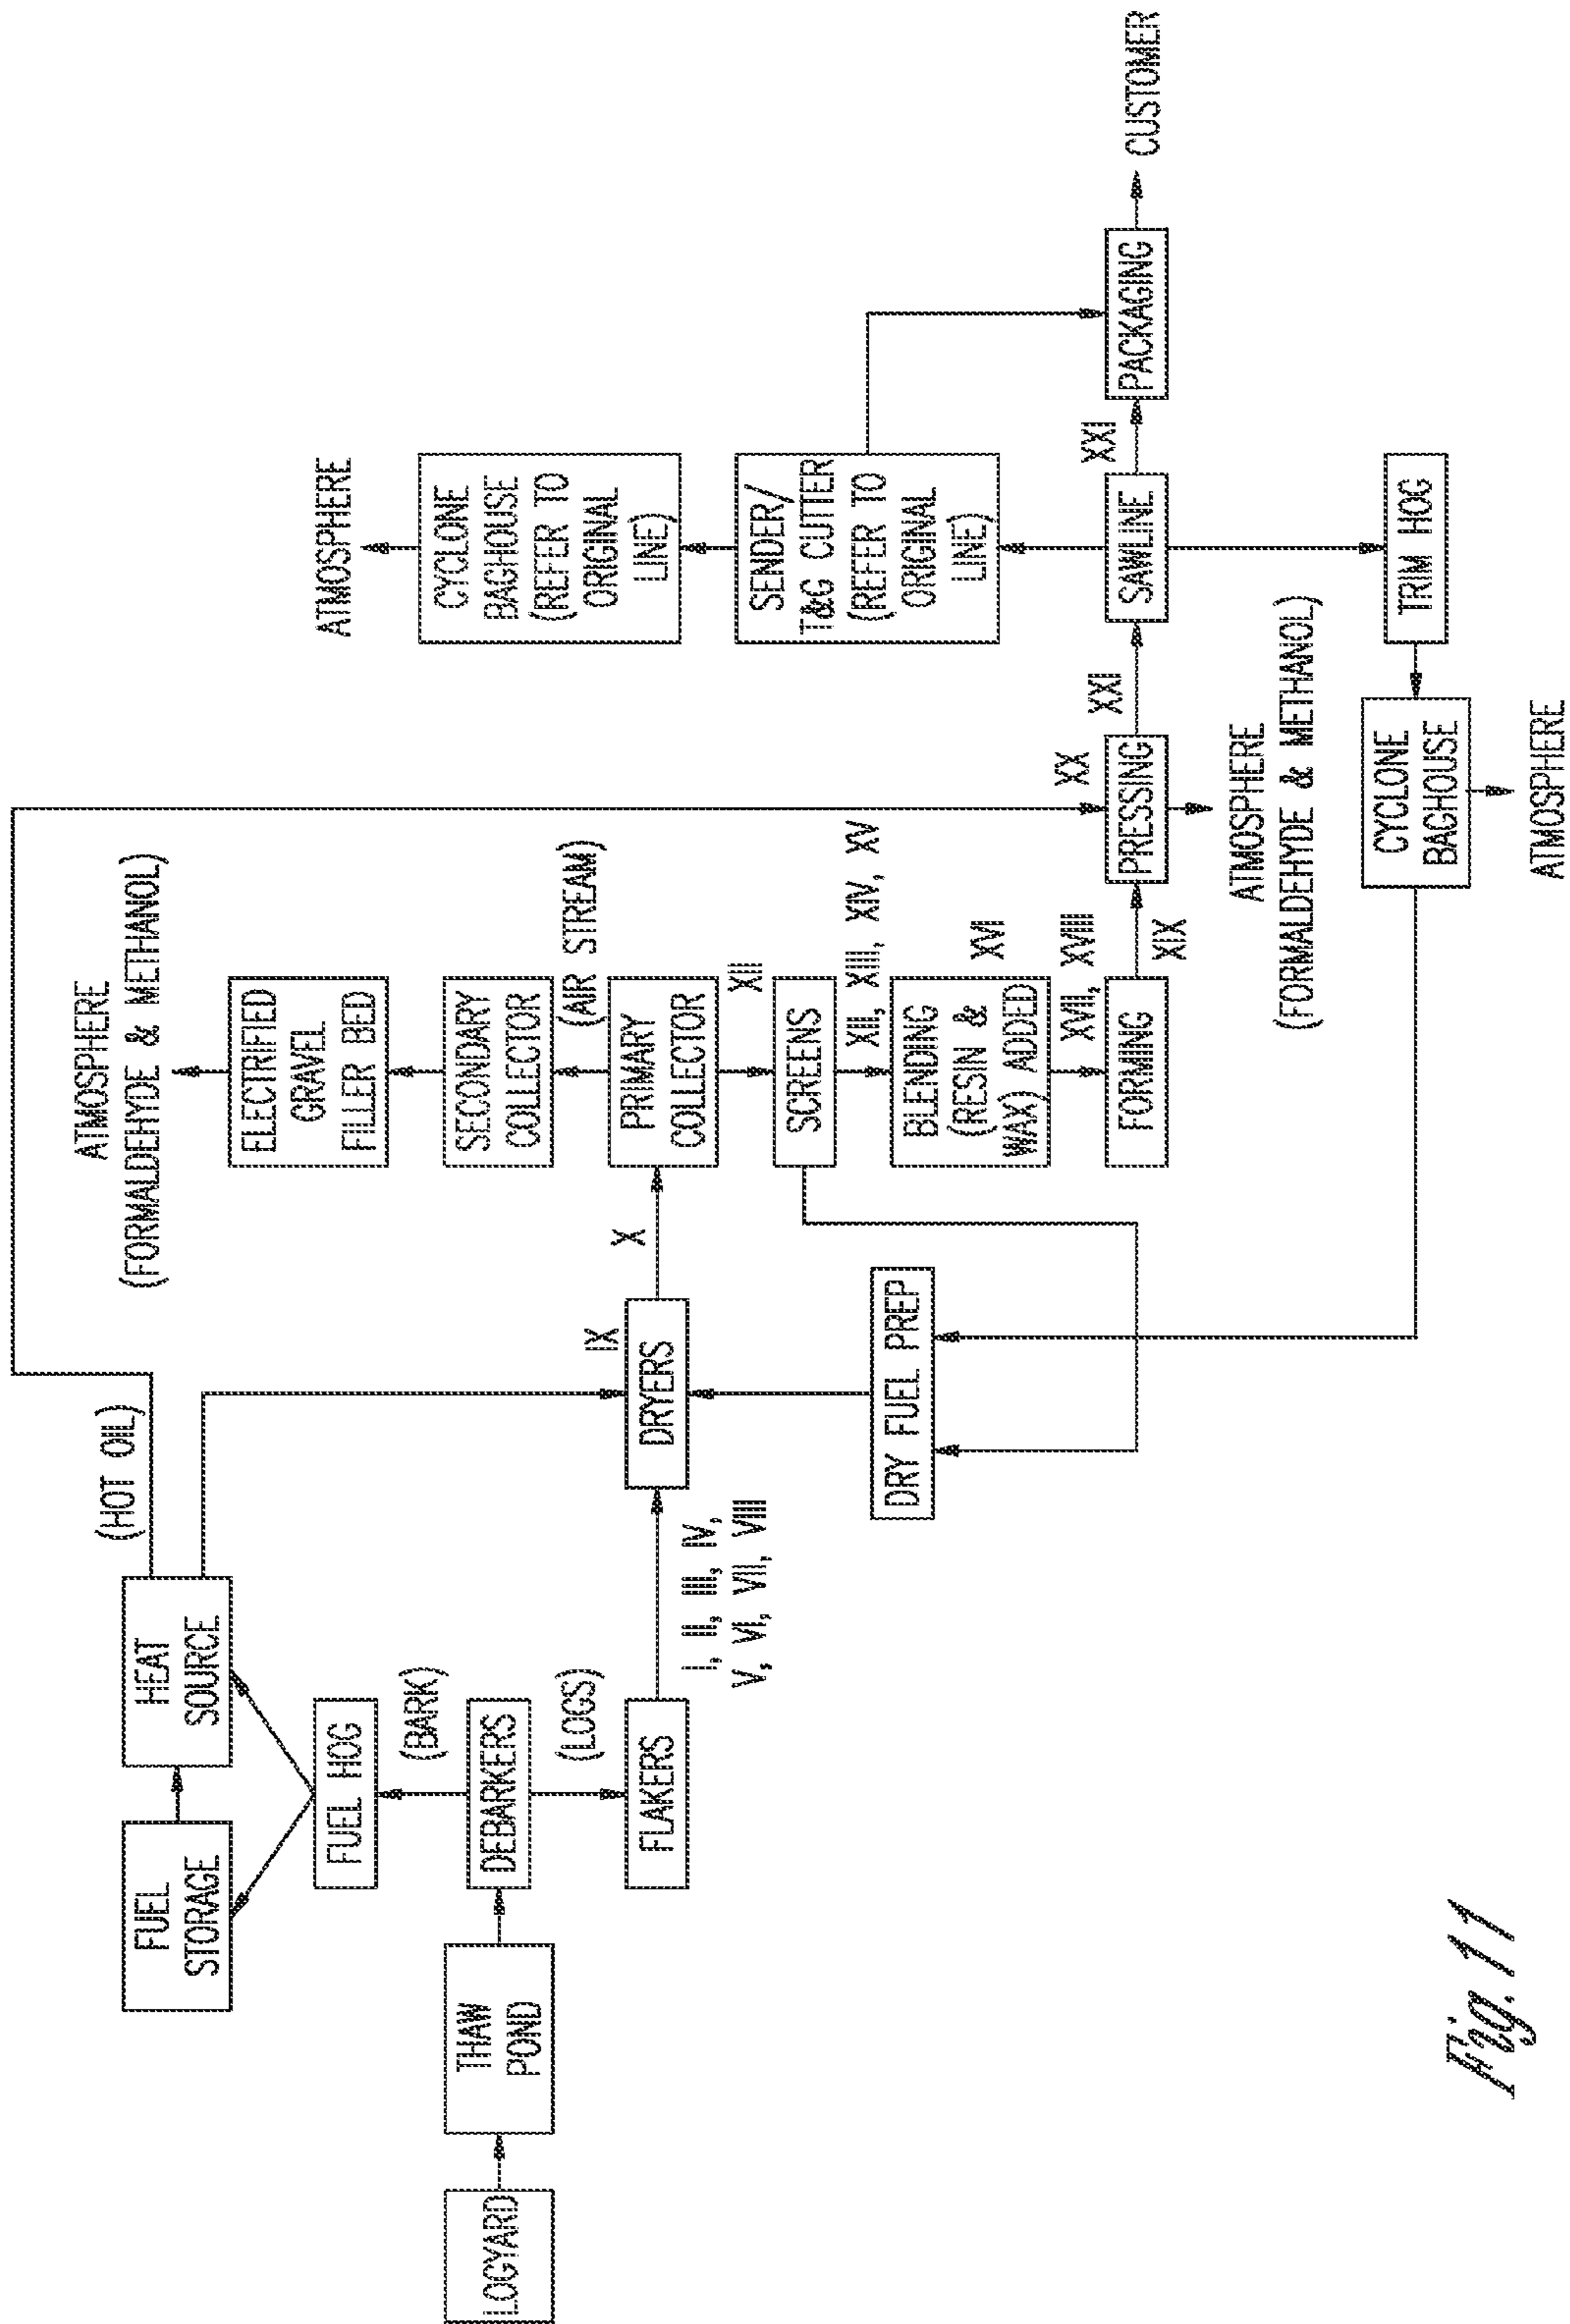 LOGYARD
THAW
POND
FUEL
STORAGE
HEAT
SOURCE
(HOT OIL)
FUEL HOG
(BARK)
DEBARKERS
(LOGS)
FLAKERS
I, II, III, IV,
V, VI, VII, VIII
IX
DRYERS
X
DRY FUEL PREP
ATMOSPHERE
(FORMALDEHYDE & METHANOL)
ELECTRIFIED
GRAVEL
FILLER BED
SECONDARY
COLLECTOR
(AIR STREAM)
PRIMARY
COLLECTOR
XII
SCREENS
XII, XIII, XIV, XV
BLENDING
(RESIN &
WAX) ADDED
XVI
XVII, XVIII
FORMING
XIX
XX
PRESSING
ATMOSPHERE
(FORMALDEHYDE & METHANOL)
XXI
ATMOSPHERE
CYCLONE
BAGHOUSE
(REFER TO
ORIGINAL
LINE)
SENDER/
T&G CUTTER
(REFER TO
ORIGINAL
LINE)
SAWLINE
XXI
PACKAGING
CUSTOMER
TRIM HOG
CYCLONE
BAGHOUSE
ATMOSPHERE
Fig. 11